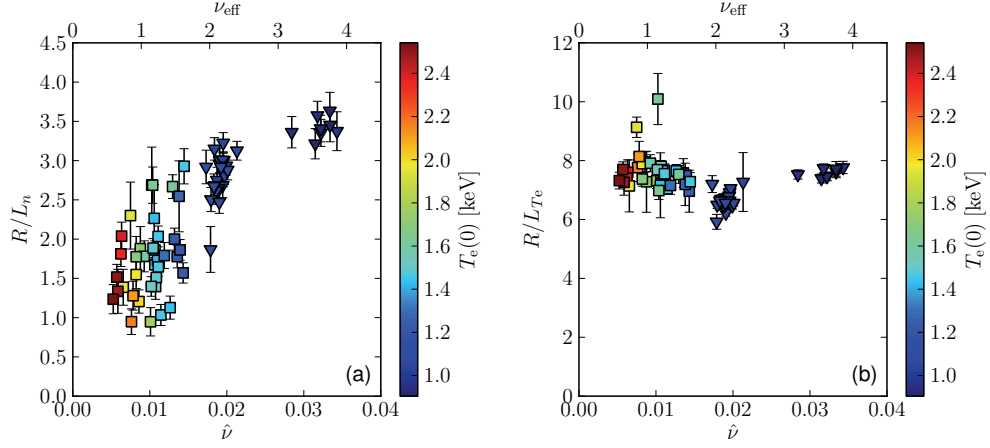 ν_eff
0 1 2 3 4
4.5
4.0
3.5
3.0
2.5
2.0
1.5
1.0
0.5
0.0
R/L_n
0.00 0.01 0.02 0.03 0.04
ν̂
(a)
2.4
2.2
2.0
1.8
1.6
1.4
1.2
1.0
T_e(0) [keV]
ν_eff
0 1 2 3 4
12
10
8
6
4
2
0
R/L_Te
0.00 0.01 0.02 0.03 0.04
ν̂
(b)
2.4
2.2
2.0
1.8
1.6
1.4
1.2
1.0
T_e(0) [keV]